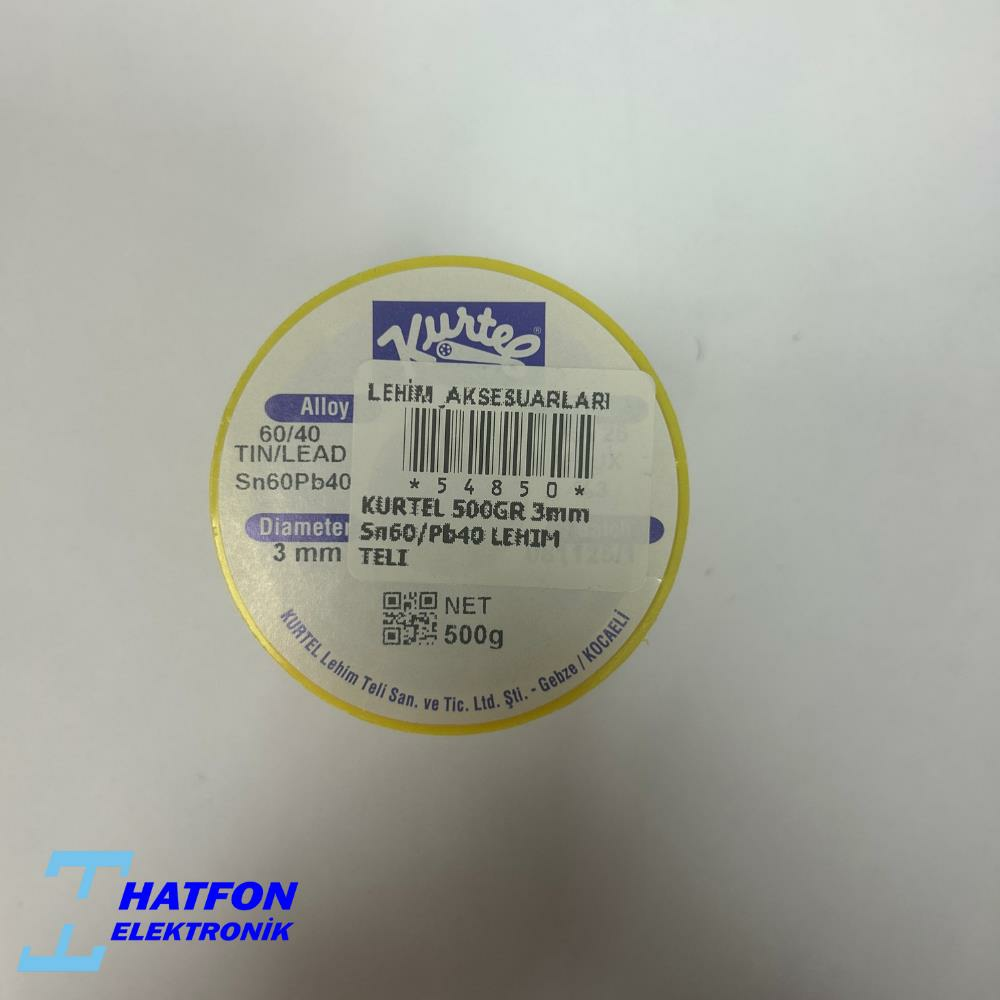 Kurtel®
LEHİM AKSESUARLARI
*54850*
KURTEL 500GR 3mm
Sn60/Pb40 LEHIM
TELI
Alloy
60/40
TIN/LEAD
Sn60Pb40
Diameter
3 mm
NET
500g
KURTEL Lehim Teli San. ve Tic. Ltd. Şti. - Gebze / KOCAELİ
HATFON
ELEKTRONİK